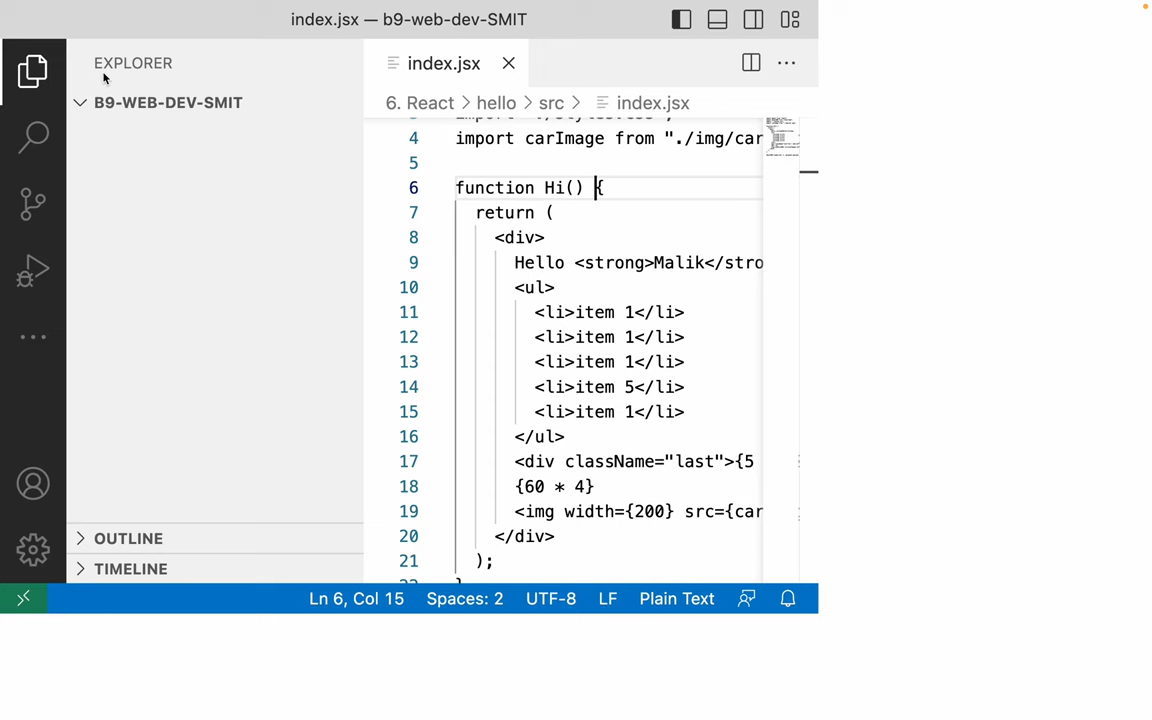 index.jsx — b9-web-dev-SMIT
EXPLORER
B9-WEB-DEV-SMIT
OUTLINE
TIMELINE
index.jsx
6. React > hello > src > index.jsx
4 import carImage from "./img/car
5
6 function Hi() {
7 return (
8 <div>
9 Hello <strong>Malik</stro
10 <ul>
11 <li>item 1</li>
12 <li>item 1</li>
13 <li>item 1</li>
14 <li>item 5</li>
15 <li>item 1</li>
16 </ul>
17 <div className="last">{5
18 {60 * 4}
19 <img width={200} src={car
20 </div>
21 );
Ln 6, Col 15 Spaces: 2 UTF-8 LF Plain Text